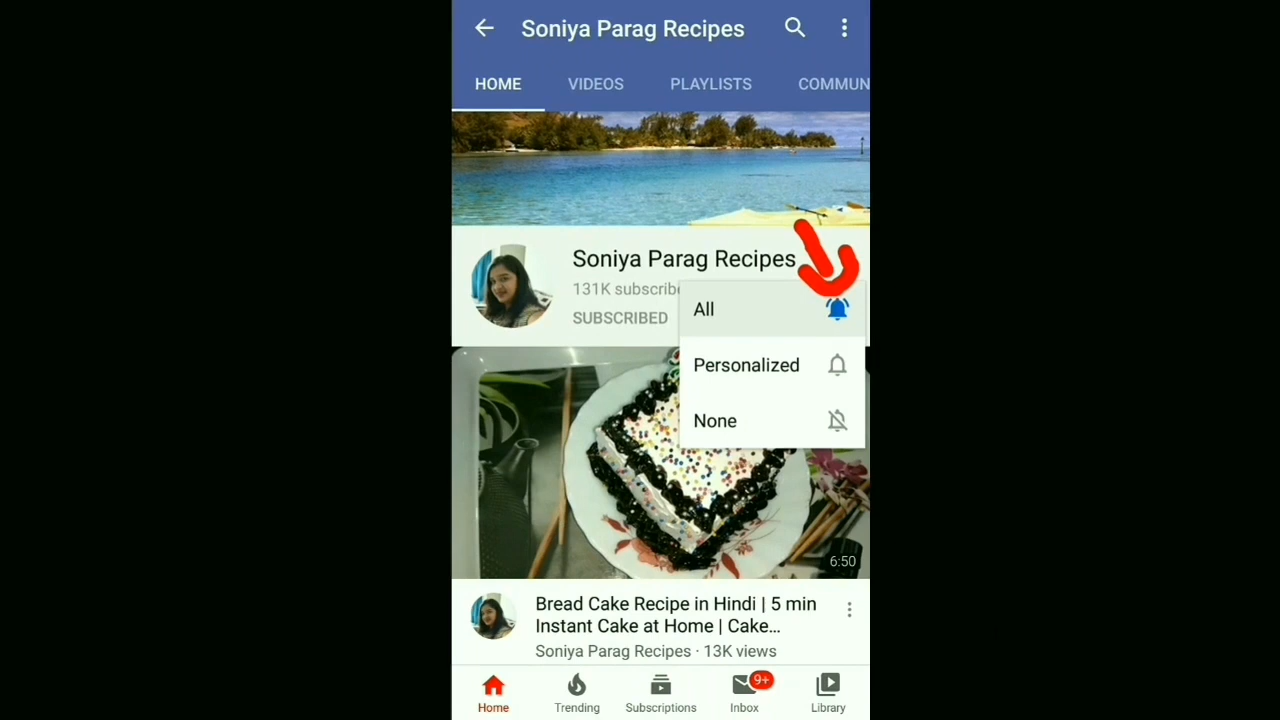 Soniya Parag Recipes
HOME VIDEOS PLAYLISTS COMMUN
Soniya Parag Recipes
131K subscribe
SUBSCRIBED
All
Personalized
None
6:50
Bread Cake Recipe in Hindi | 5 min
Instant Cake at Home | Cake...
Soniya Parag Recipes · 13K views
9+
Home Trending Subscriptions Inbox Library